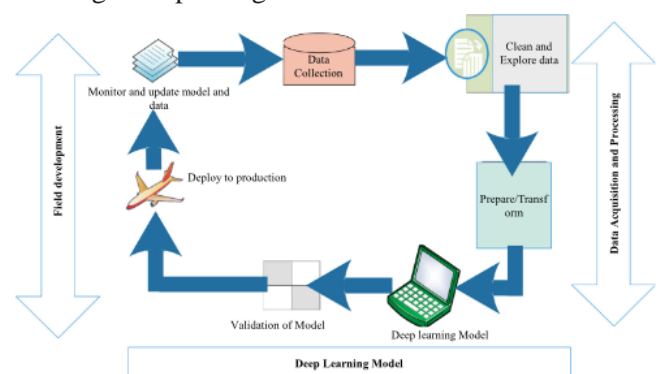 Data
Collection
Clean and
Explore data
Monitor and update model and
data
Field development
Data Acquisition and Processing
Deploy to production
Prepare/Transf
orm
Validation of Model
Deep learning Model
Deep Learning Model